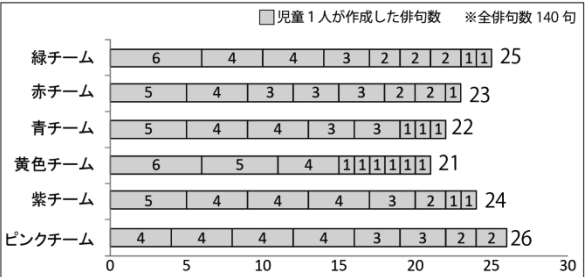 児童1人が作成した俳句数 ※全俳句数 140 句
緑チーム 6 4 4 3 2 2 2 1 1 25
赤チーム 5 4 3 3 3 2 2 1 23
青チーム 5 4 4 3 3 1 1 1 22
黄色チーム 6 5 4 1 1 1 1 1 1 21
紫チーム 5 4 4 4 3 2 1 1 24
ピンクチーム 4 4 4 4 3 3 2 2 26
0 5 10 15 20 25 30